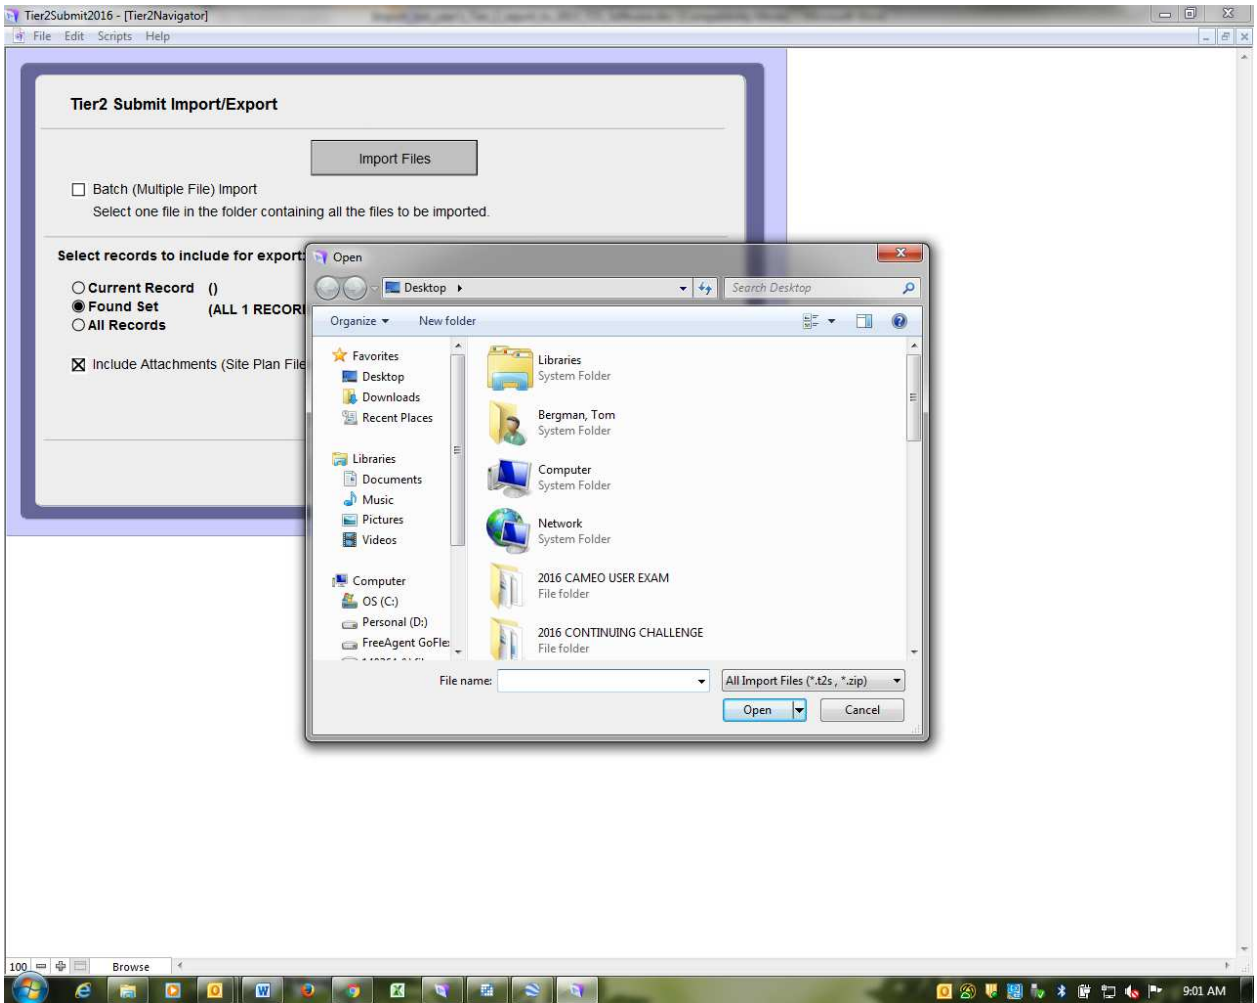 Tier2Submit2016 - [Tier2Navigator]
File Edit Scripts Help
Tier2 Submit Import/Export
Import Files
Batch (Multiple File) Import
Select one file in the folder containing all the files to be imported.
Select records to include for export:
Current Record ()
Found Set (ALL 1 RECOR
All Records
Include Attachments (Site Plan File
Open
Desktop
Search Desktop
Organize New folder
Favorites
Desktop
Downloads
Recent Places
Libraries
Documents
Music
Pictures
Videos
Computer
OS (C:)
Personal (D:)
FreeAgent GoFle
Libraries
System Folder
Bergman, Tom
System Folder
Computer
System Folder
Network
System Folder
2016 CAMEO USER EXAM
File folder
2016 CONTINUING CHALLENGE
File folder
File name:
All Import Files (*.t2s , *.zip)
Open Cancel
100 Browse
9:01 AM